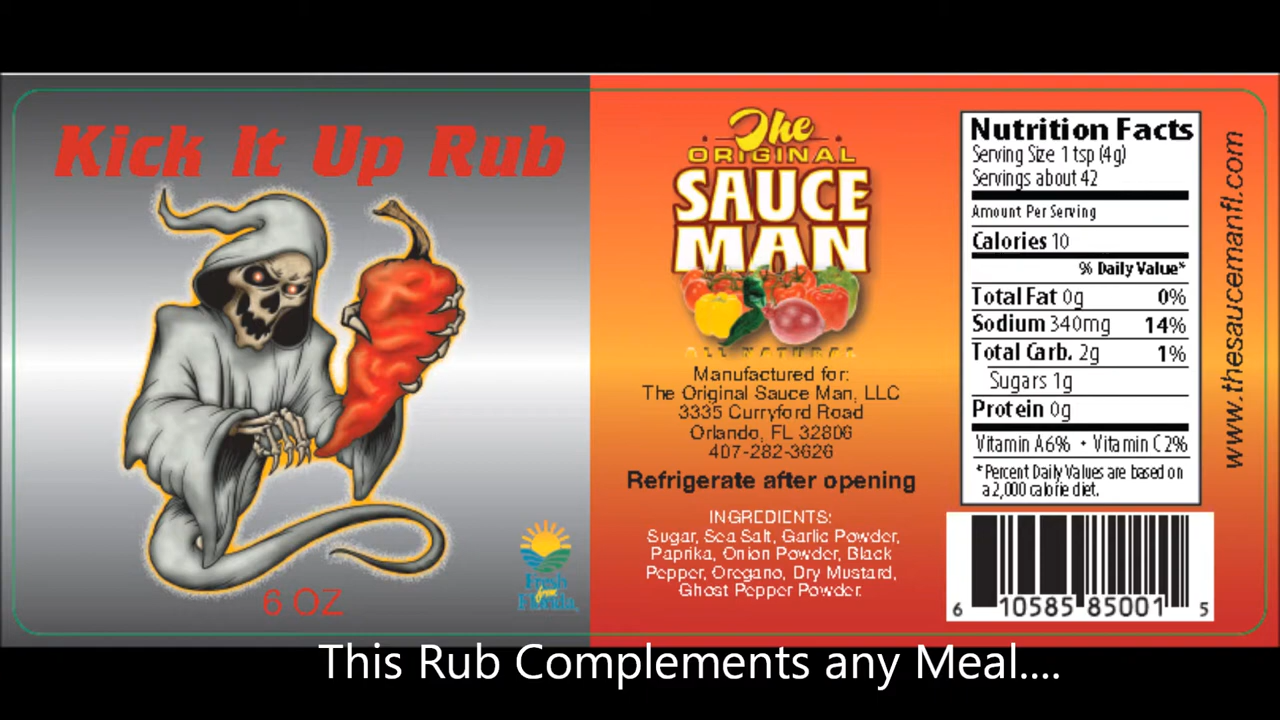 Kick It Up Rub
6 OZ
Fresh
from
Florida
The
ORIGINAL
SAUCE
MAN
ALL NATURAL
Manufactured for:
The Original Sauce Man, LLC
3335 Curryford Road
Orlando, FL 32806
407-282-3626
Refrigerate after opening
INGREDIENTS:
Sugar, Sea Salt, Garlic Powder,
Paprika, Onion Powder, Black
Pepper, Oregano, Dry Mustard,
Ghost Pepper Powder.
Nutrition Facts
Serving Size 1 tsp (4g)
Servings about 42
Amount Per Serving
Calories 10
% Daily Value*
Total Fat 0g 0%
Sodium 340mg 14%
Total Carb. 2g 1%
Sugars 1g
Protein 0g
Vitamin A 6% • Vitamin C 2%
*Percent Daily Values are based on
a 2,000 calorie diet.
6 10585 85001 5
www.thesaucemanfl.com
This Rub Complements any Meal....